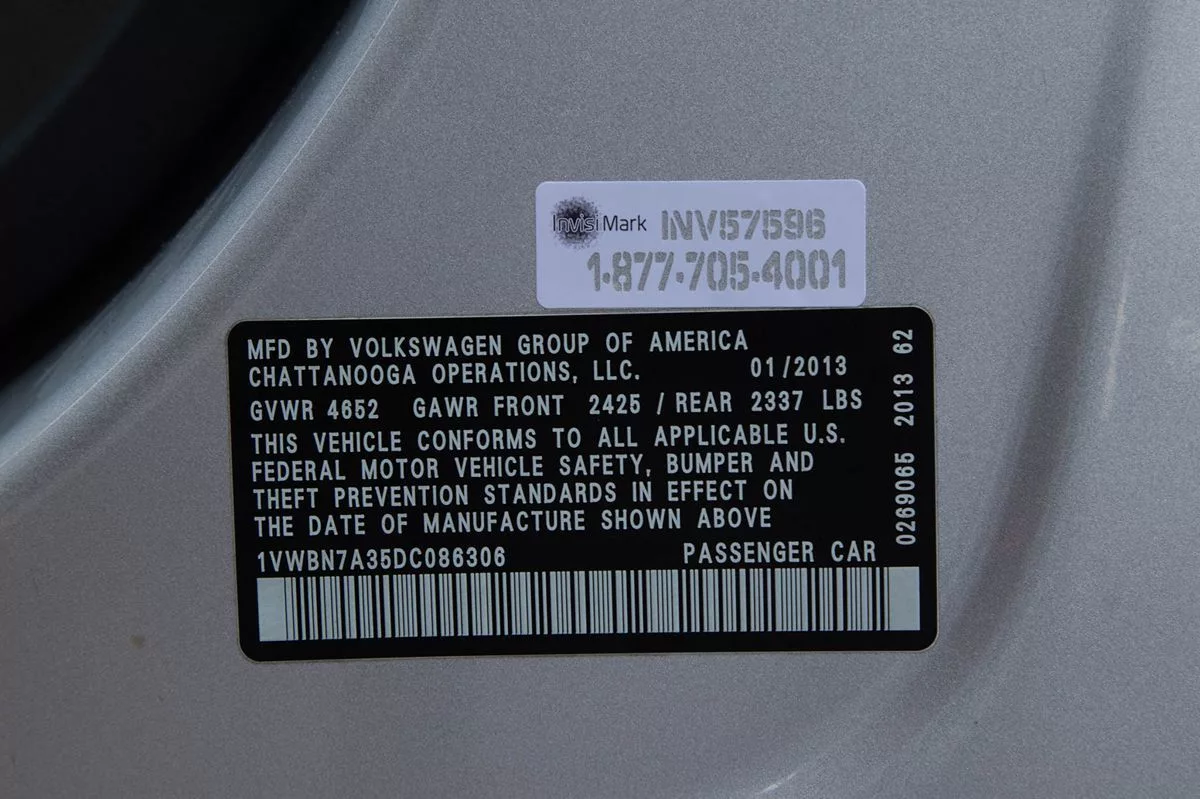 InvisiMark INV57596
1-877-705-4001
MFD BY VOLKSWAGEN GROUP OF AMERICA
CHATTANOOGA OPERATIONS, LLC. 01/2013
GVWR 4652 GAWR FRONT 2425 / REAR 2337 LBS
THIS VEHICLE CONFORMS TO ALL APPLICABLE U.S.
FEDERAL MOTOR VEHICLE SAFETY, BUMPER AND
THEFT PREVENTION STANDARDS IN EFFECT ON
THE DATE OF MANUFACTURE SHOWN ABOVE
1VWBN7A35DC086306 PASSENGER CAR
0269065 2013 62